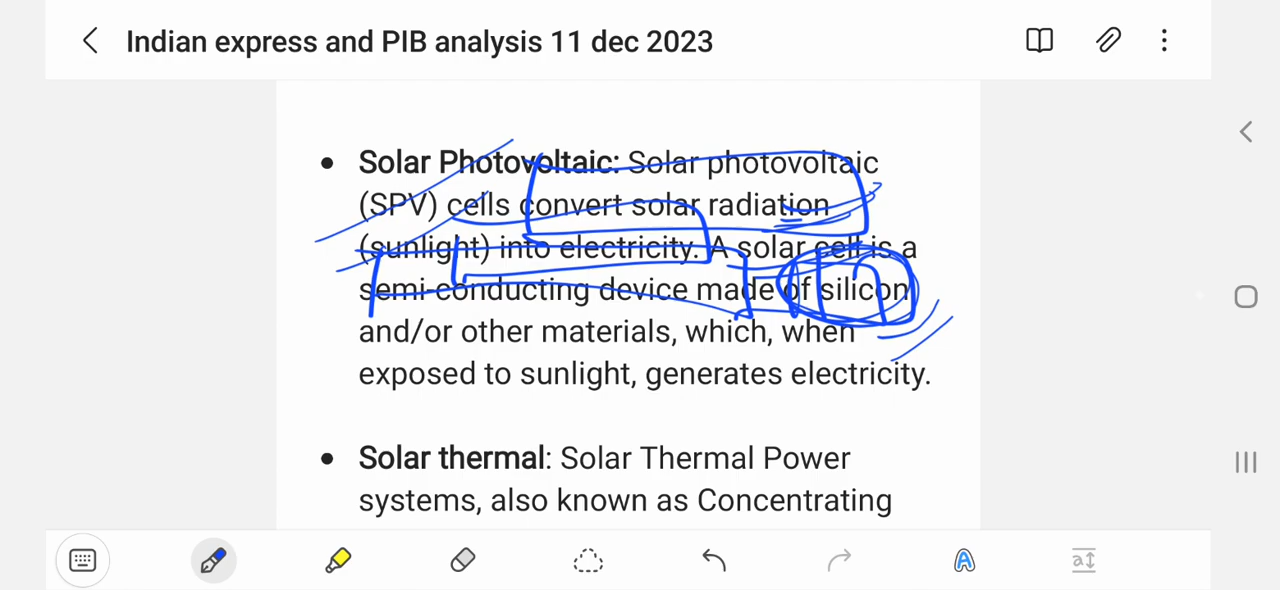 Indian express and PIB analysis 11 dec 2023
• Solar Photovoltaic: Solar photovoltaic
(SPV) cells convert solar radiation
(sunlight) into electricity. A solar cell is a
semi-conducting device made of silicon
and/or other materials, which, when
exposed to sunlight, generates electricity.
• Solar thermal: Solar Thermal Power
systems, also known as Concentrating